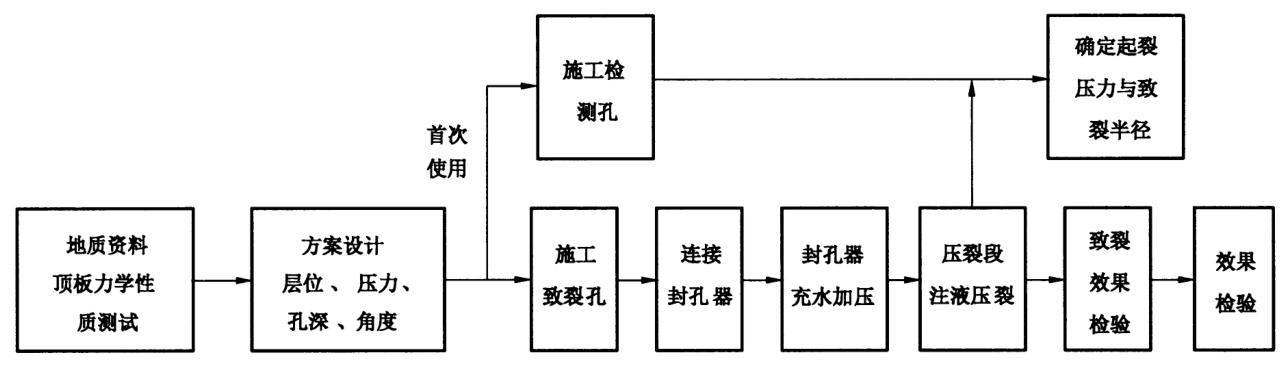 施工检
测孔
确定起裂
压力与致
裂半径
首次
使用
地质资料
顶板力学性
质测试
方案设计
层位、压力、
孔深、角度
施工
致裂孔
连接
封孔器
封孔器
充水加压
压裂段
注液压裂
致裂
效果
检验
效果
检验